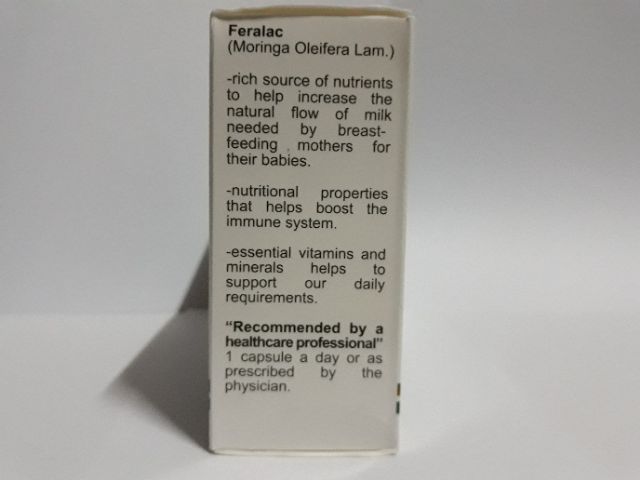 Feralac
(Moringa Oleifera Lam.)
-rich source of nutrients
to help increase the
natural flow of milk
needed by breast-
feeding mothers for
their babies.
-nutritional properties
that helps boost the
immune system.
-essential vitamins and
minerals helps to
support our daily
requirements.
"Recommended by a
healthcare professional"
1 capsule a day or as
prescribed by the
physician.